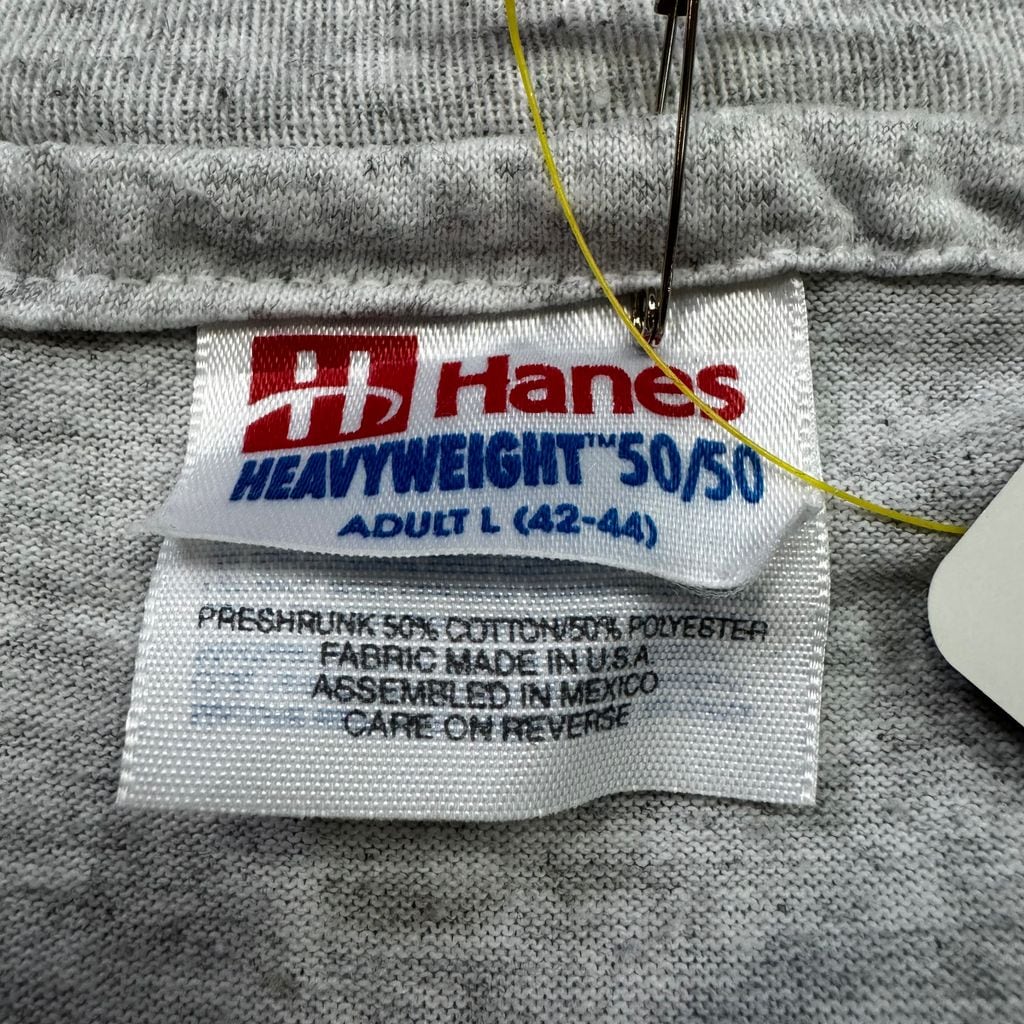 H Hanes
HEAVYWEIGHT™ 50/50
ADULT L (42-44)
PRESHRUNK 50% COTTON/50% POLYESTER
FABRIC MADE IN U.S.A.
ASSEMBLED IN MEXICO
CARE ON REVERSE